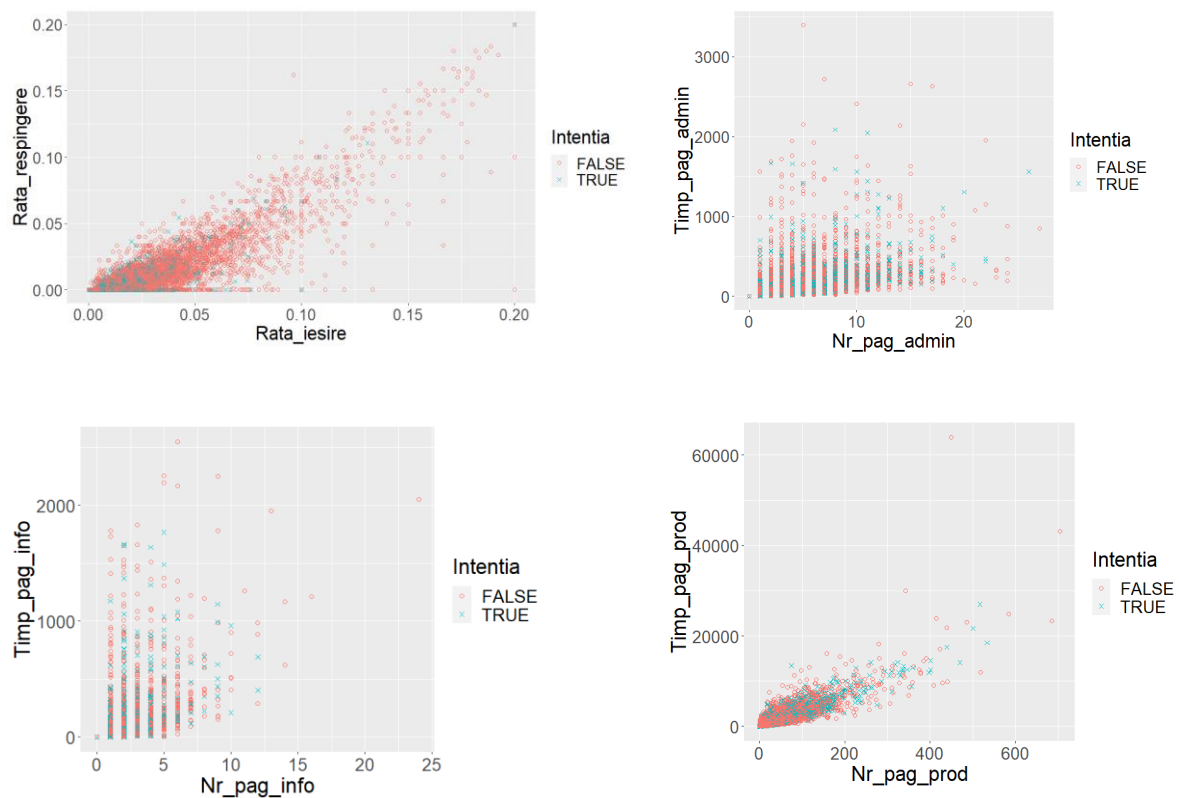 Rata_respingere
0.20
0.15
0.10
0.05
0.00
0.00 0.05 0.10 0.15 0.20
Rata_iesire
Intentia
FALSE
TRUE
Timp_pag_admin
3000
2000
1000
0
0 10 20
Nr_pag_admin
Intentia
FALSE
TRUE
Timp_pag_info
2000
1000
0
0 5 10 15 20 25
Nr_pag_info
Intentia
FALSE
TRUE
Timp_pag_prod
60000
40000
20000
0
0 200 400 600
Nr_pag_prod
Intentia
FALSE
TRUE